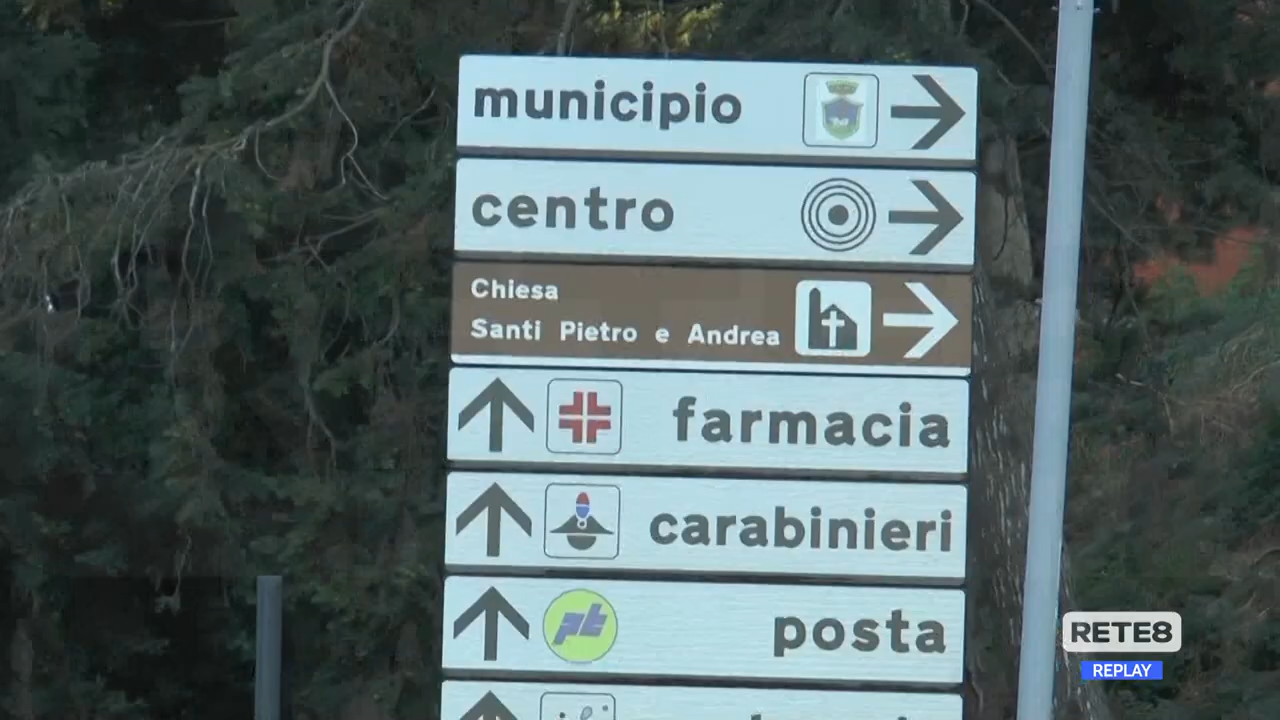 municipio
centro
Chiesa
Santi Pietro e Andrea
farmacia
carabinieri
pt posta
RETE8
REPLAY